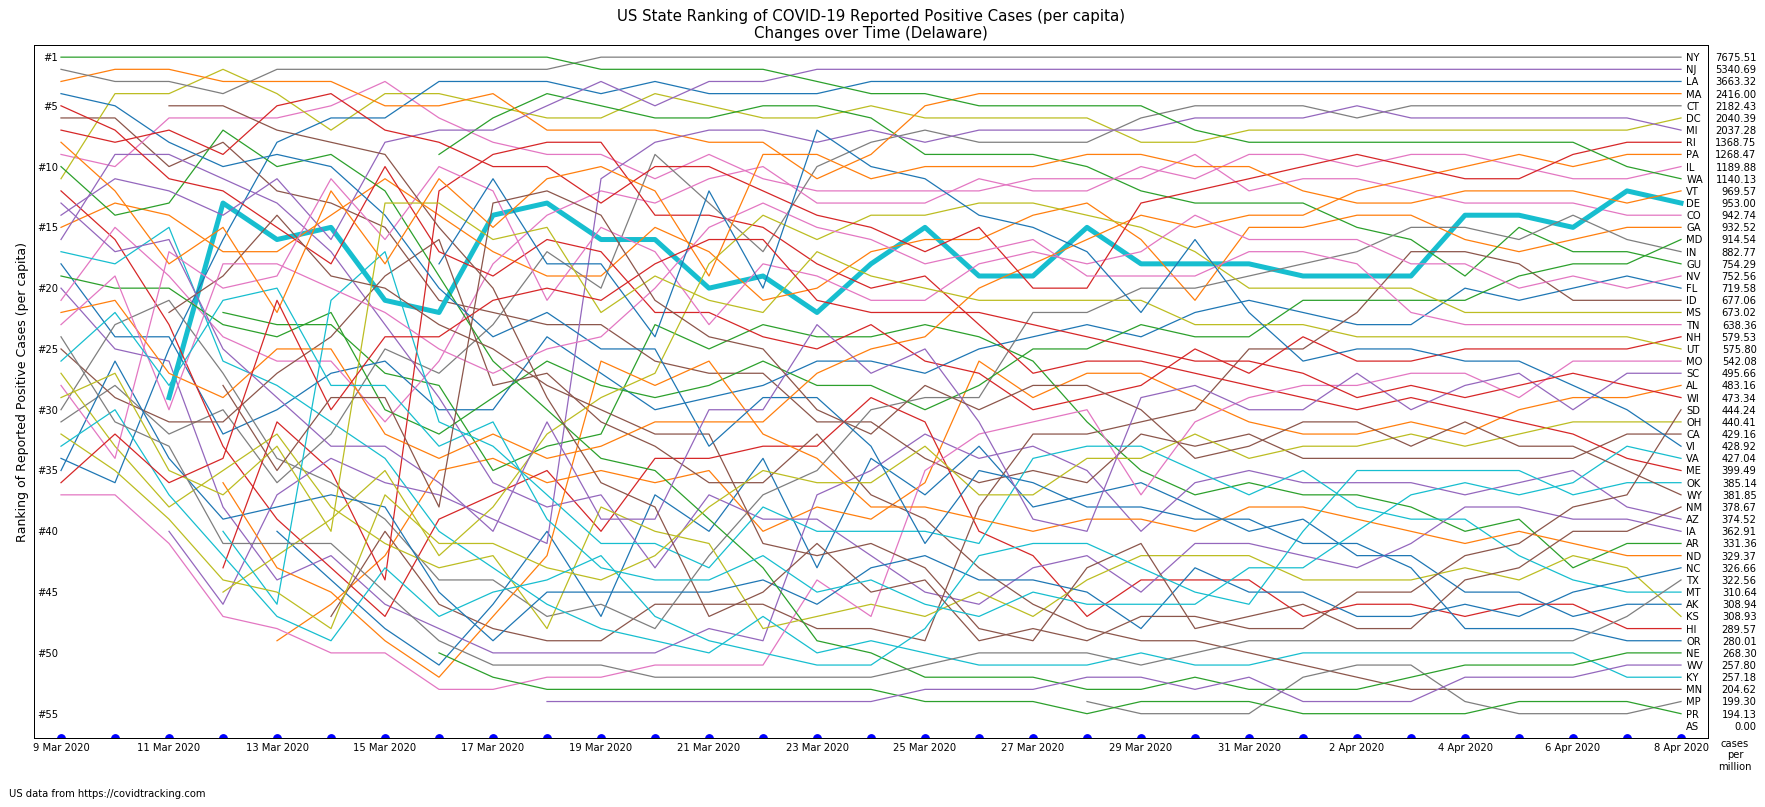 US State Ranking of COVID-19 Reported Positive Cases (per capita)
Changes over Time (Delaware)
Ranking of Reported Positive Cases (per capita)
#1
#5
#10
#15
#20
#25
#30
#35
#40
#45
#50
#55
NY 7675.51
NJ 5340.69
LA 3663.32
MA 2416.00
CT 2182.43
DC 2040.39
MI 2037.28
RI 1368.75
PA 1268.47
IL 1189.88
WA 1140.13
VT 969.57
DE 953.00
CO 942.74
GA 932.52
MD 914.54
IN 882.77
GU 754.29
NV 752.56
FL 719.58
ID 677.06
MS 673.02
TN 638.36
NH 579.53
UT 575.80
MO 542.08
SC 495.66
AL 483.16
WI 473.34
SD 444.24
OH 440.41
CA 429.16
VI 428.92
VA 427.04
ME 399.49
OK 385.14
WY 381.85
NM 378.67
AZ 374.52
IA 362.91
AR 331.36
ND 329.37
NC 326.66
TX 322.56
MT 310.64
AK 308.94
KS 308.93
HI 289.57
OR 280.01
NE 268.30
WV 257.80
KY 257.18
MN 204.62
MP 199.30
PR 194.13
AS 0.00
9 Mar 2020 11 Mar 2020 13 Mar 2020 15 Mar 2020 17 Mar 2020 19 Mar 2020 21 Mar 2020 23 Mar 2020 25 Mar 2020 27 Mar 2020 29 Mar 2020 31 Mar 2020 2 Apr 2020 4 Apr 2020 6 Apr 2020 8 Apr 2020
cases
per
million
US data from https://covidtracking.com